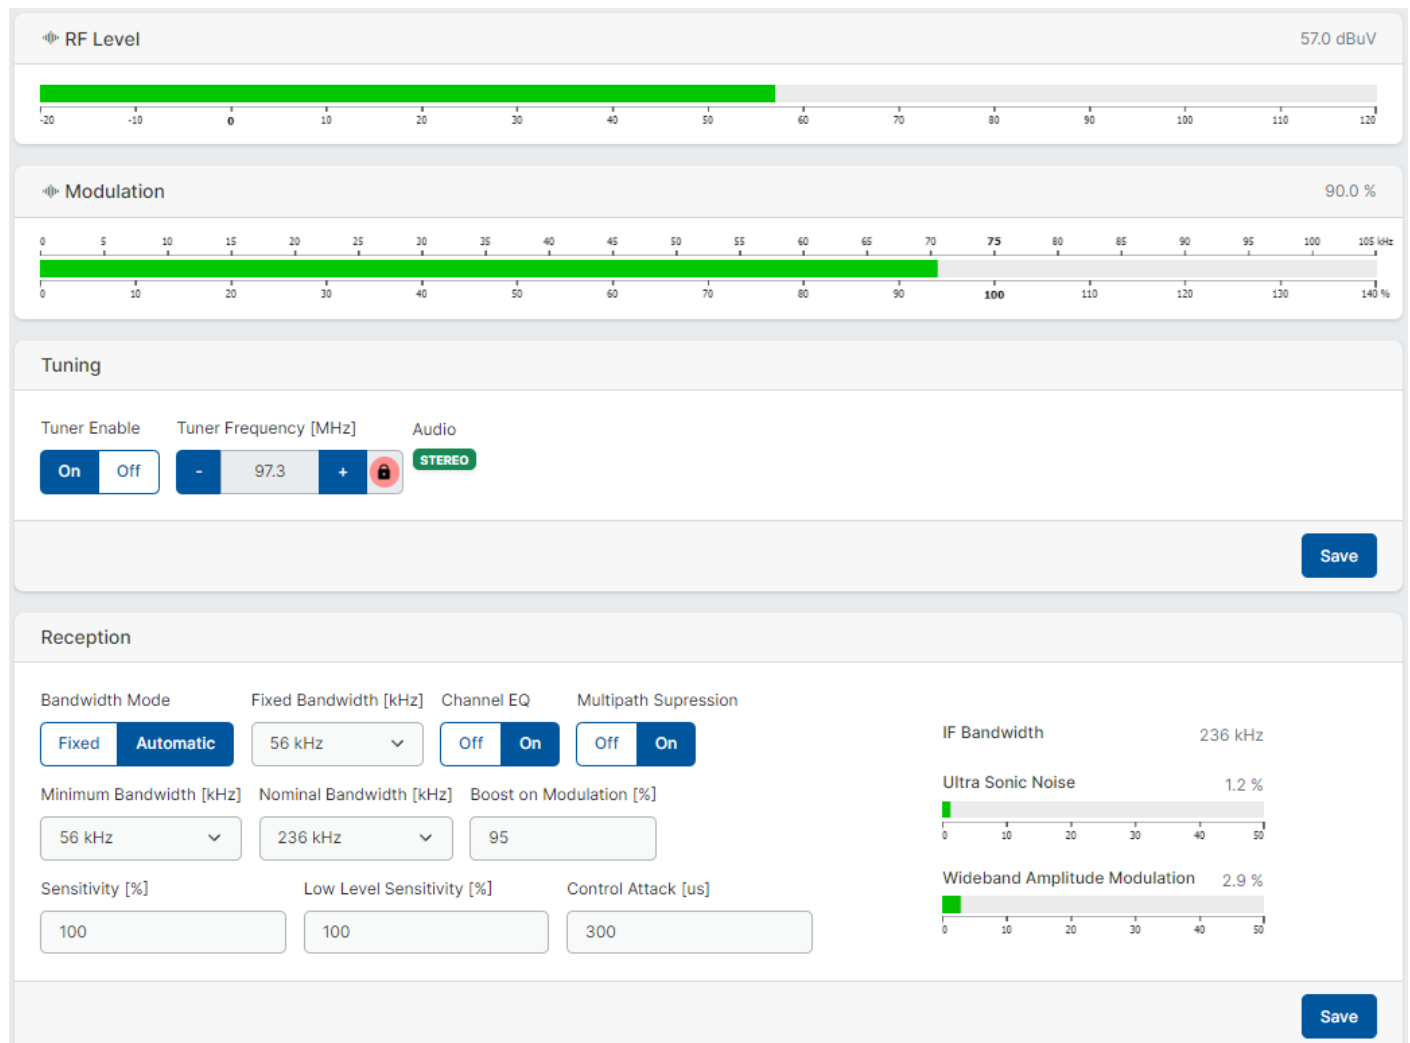 RF Level 57.0 dBuV
-20 -10 0 10 20 30 40 50 60 70 80 90 100 110 120
Modulation 90.0 %
0 5 10 15 20 25 30 35 40 45 50 55 60 65 70 75 80 85 90 95 100 105 kHz
0 10 20 30 40 50 60 70 80 90 100 110 120 130 140 %
Tuning
Tuner Enable Tuner Frequency [MHz] Audio
On Off - 97.3 + STEREO
Save
Reception
Bandwidth Mode Fixed Bandwidth [kHz] Channel EQ Multipath Supression
Fixed Automatic 56 kHz Off On Off On
Minimum Bandwidth [kHz] Nominal Bandwidth [kHz] Boost on Modulation [%]
56 kHz 236 kHz 95
Sensitivity [%] Low Level Sensitivity [%] Control Attack [us]
100 100 300
IF Bandwidth 236 kHz
Ultra Sonic Noise 1.2 %
0 10 20 30 40 50
Wideband Amplitude Modulation 2.9 %
0 10 20 30 40 50
Save